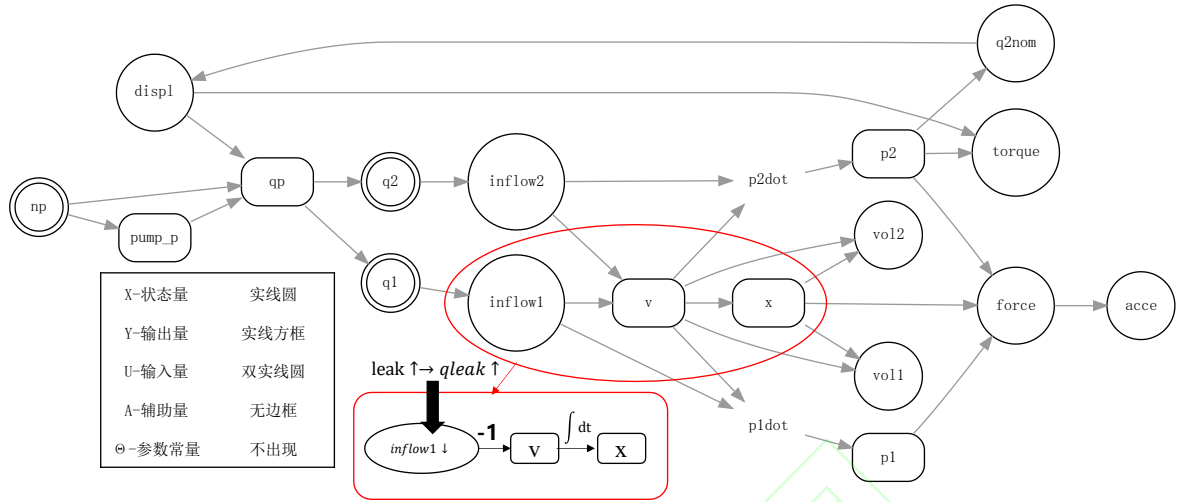 q2nom
displ
torque
p2
qp
q2
inflow2
p2dot
np
pump_p
vol2
q1
inflow1
v
x
force
acce
X-状态量 实线圆
Y-输出量 实线方框
U-输入量 双实线圆
A-辅助量 无边框
Θ-参数常量 不出现
leak ↑→ qleak ↑
vol1
p1dot
inflow1 ↓
-1
v
∫dt
x
p1